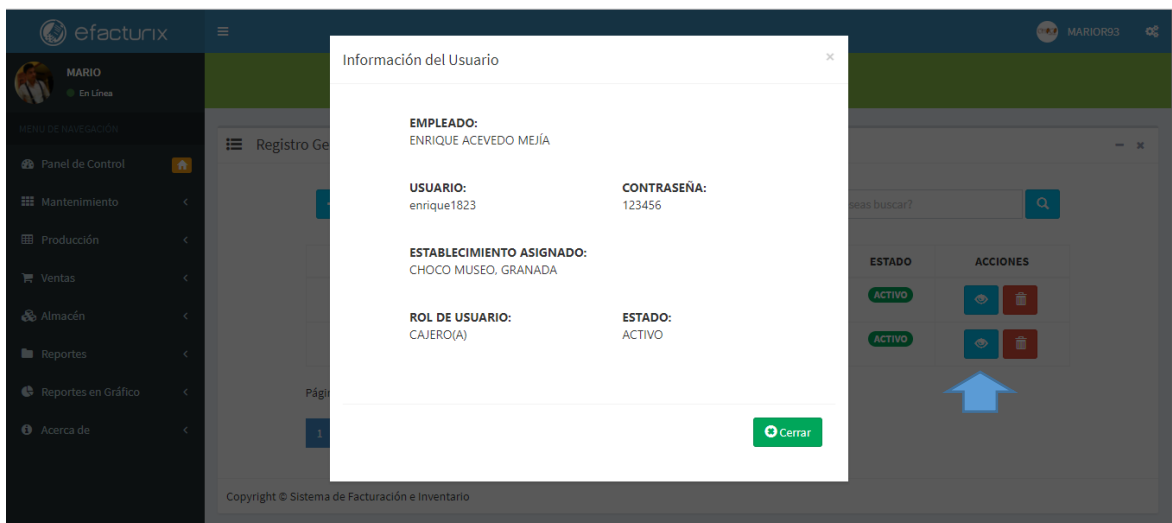 efacturix
MARIOR93
MARIO
En Línea
MENU DE NAVEGACIÓN
Panel de Control
Mantenimiento
Producción
Ventas
Almacén
Reportes
Reportes en Gráfico
Acerca de
Registro Ge
Información del Usuario
EMPLEADO:
ENRIQUE ACEVEDO MEJÍA
USUARIO: CONTRASEÑA:
enrique1823 123456
ESTABLECIMIENTO ASIGNADO:
CHOCO MUSEO, GRANADA
ROL DE USUARIO: ESTADO:
CAJERO(A) ACTIVO
Cerrar
seas buscar?
ESTADO ACCIONES
ACTIVO
ACTIVO
Págin
1
Copyright © Sistema de Facturación e Inventario